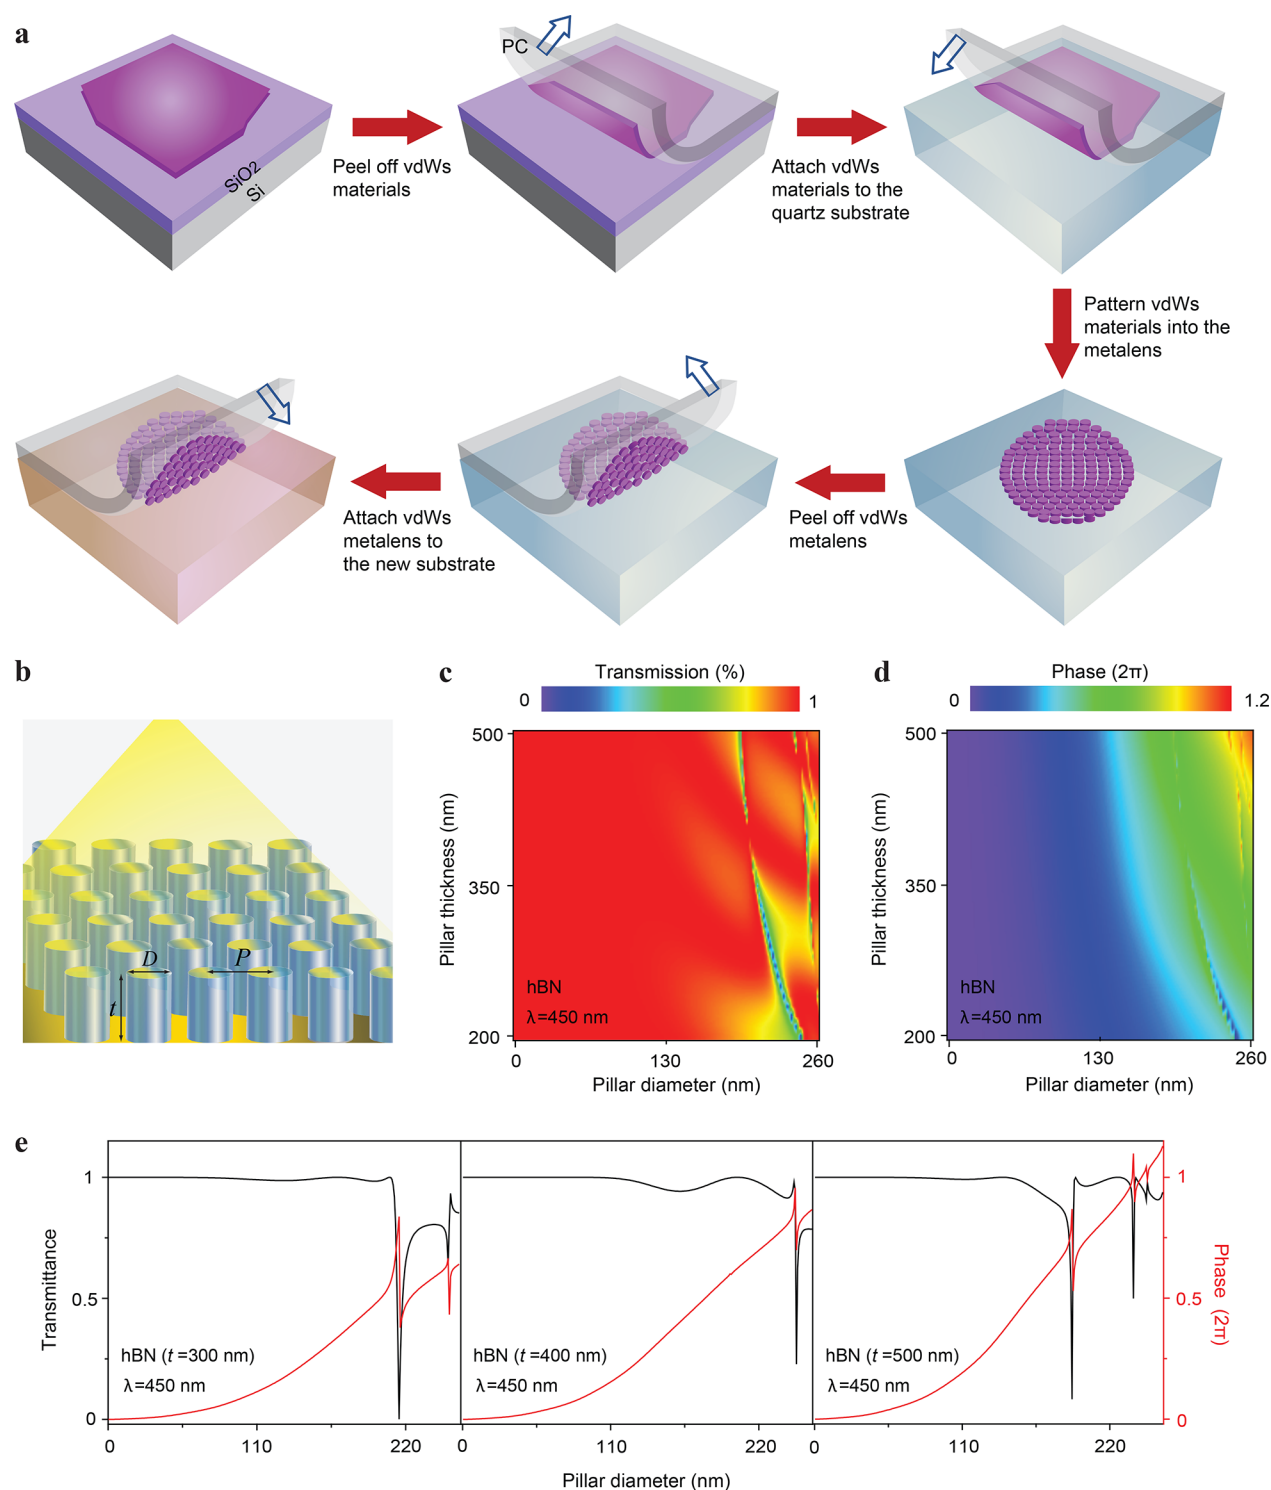 a
PC
SiO2
Si
Peel off vdWs
materials
Attach vdWs
materials to the
quartz substrate
Pattern vdWs
materials into the
metalens
Peel off vdWs
metalens
Attach vdWs
metalens to
the new substrate
b
D
P
t
c
Transmission (%)
0
1
500
350
200
Pillar thickness (nm)
hBN
λ=450 nm
0
130
260
Pillar diameter (nm)
d
Phase (2π)
0
1.2
500
350
200
Pillar thickness (nm)
hBN
λ=450 nm
0
130
260
Pillar diameter (nm)
e
1
0.5
0
Transmittance
hBN (t =300 nm)
λ=450 nm
hBN (t =400 nm)
λ=450 nm
hBN (t =500 nm)
λ=450 nm
1
0.5
0
Phase (2π)
0
110
220
0
110
220
0
110
220
Pillar diameter (nm)